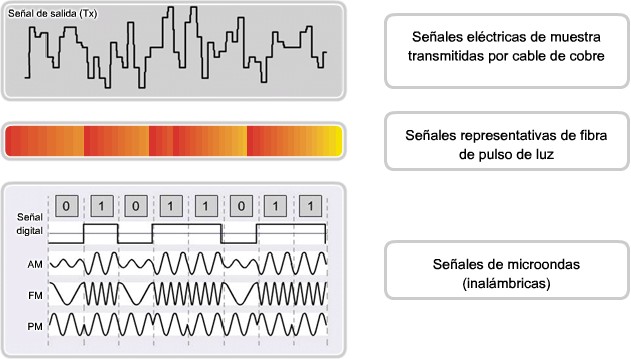 Señal de salida (Tx)
Señales eléctricas de muestra
transmitidas por cable de cobre
Señales representativas de fibra
de pulso de luz
0 1 0 1 1 0 1 1
Señal
digital
AM
FM
PM
Señales de microondas
(inalámbricas)